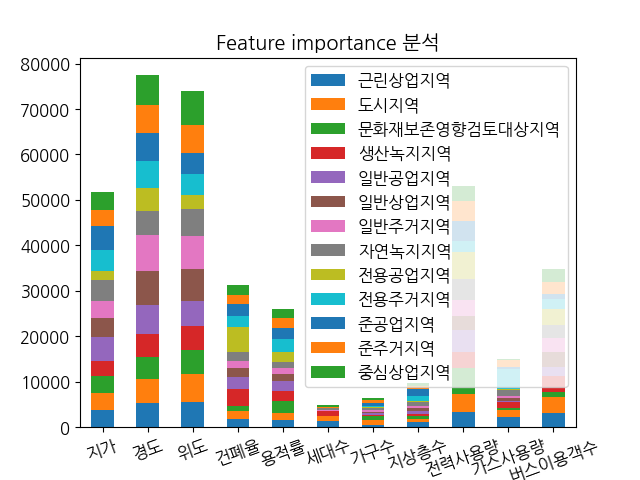 Feature importance 분석
80000
70000
60000
50000
40000
30000
20000
10000
0
근린상업지역
도시지역
문화재보존영향검토대상지역
생산녹지지역
일반공업지역
일반상업지역
일반주거지역
자연녹지지역
전용공업지역
전용주거지역
준공업지역
준주거지역
중심상업지역
지가
경도
위도
건폐율
용적률
세대수
가구수
지상층수
전력사용량
가스사용량
버스이용객수